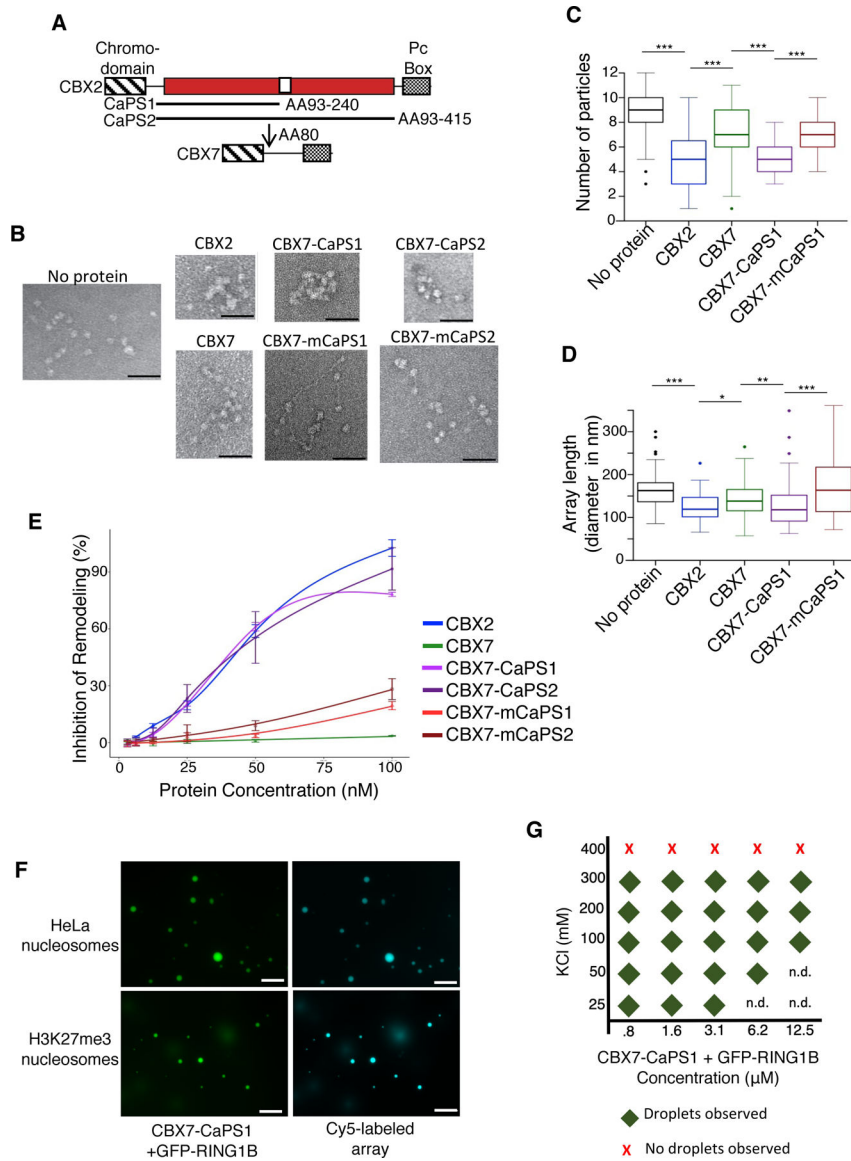 A
Chromo-
domain
Pc
Box
CBX2
CaPS1
AA93-240
CaPS2
AA93-415
AA80
CBX7
B
No protein
CBX2
CBX7-CaPS1
CBX7-CaPS2
CBX7
CBX7-mCaPS1
CBX7-mCaPS2
C
Number of particles
12
10
8
6
4
2
0
***
***
***
***
No protein
CBX2
CBX7
CBX7-CaPS1
CBX7-mCaPS1
D
Array length
(diameter in nm)
300
200
150
100
50
0
***
*
**
***
No protein
CBX2
CBX7
CBX7-CaPS1
CBX7-mCaPS1
E
Inhibition of Remodeling (%)
90
60
30
0
0
25
50
75
100
Protein Concentration (nM)
CBX2
CBX7
CBX7-CaPS1
CBX7-CaPS2
CBX7-mCaPS1
CBX7-mCaPS2
F
HeLa
nucleosomes
H3K27me3
nucleosomes
CBX7-CaPS1
+GFP-RING1B
Cy5-labeled
array
G
KCl (mM)
400 X X X X X
300
200
100
50 n.d.
25 n.d. n.d.
.8 1.6 3.1 6.2 12.5
CBX7-CaPS1 + GFP-RING1B
Concentration (µM)
Droplets observed
X No droplets observed